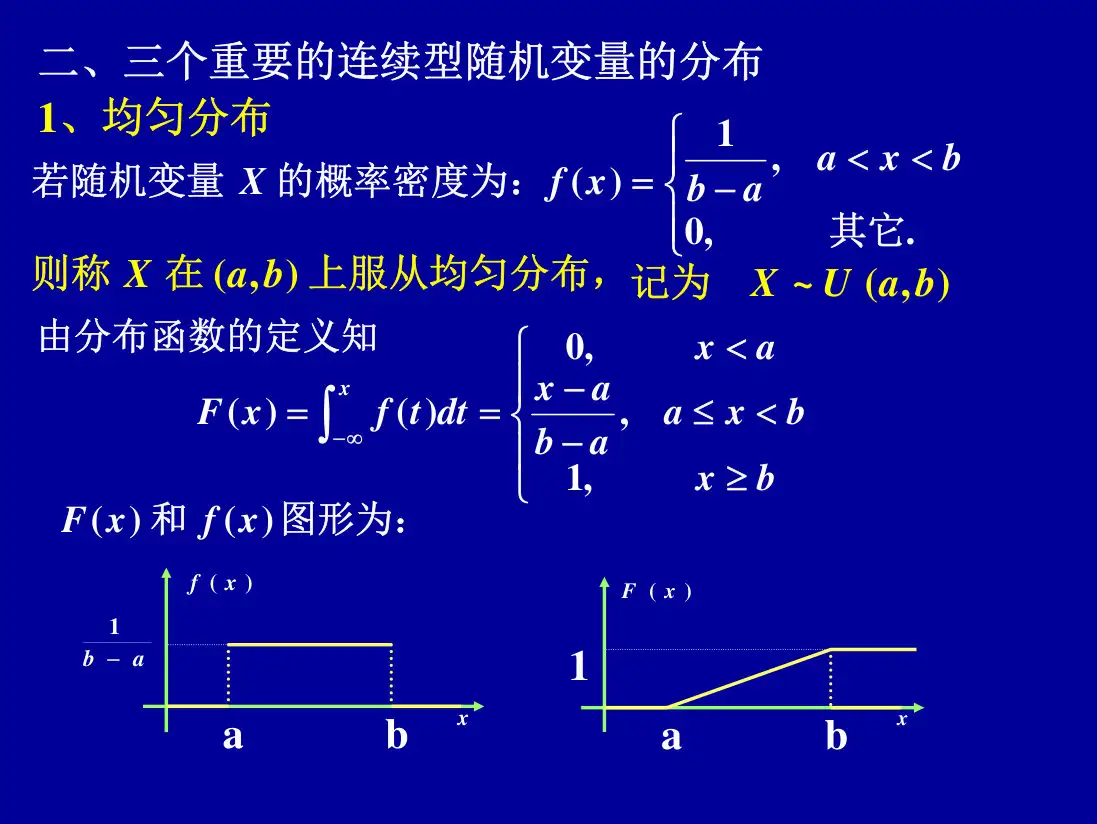 二、三个重要的连续型随机变量的分布
1、均匀分布
若随机变量 X 的概率密度为：f(x) = { 1/(b−a), a < x < b
0, 其它.
则称 X 在 (a,b) 上服从均匀分布，记为 X ~ U (a,b)
由分布函数的定义知
F(x) = ∫_{−∞}^{x} f(t)dt = { 0, x < a
(x−a)/(b−a), a ≤ x < b
1, x ≥ b
F(x) 和 f(x) 图形为：
f ( x )
1/(b − a)
a b x
F ( x )
1
a b x